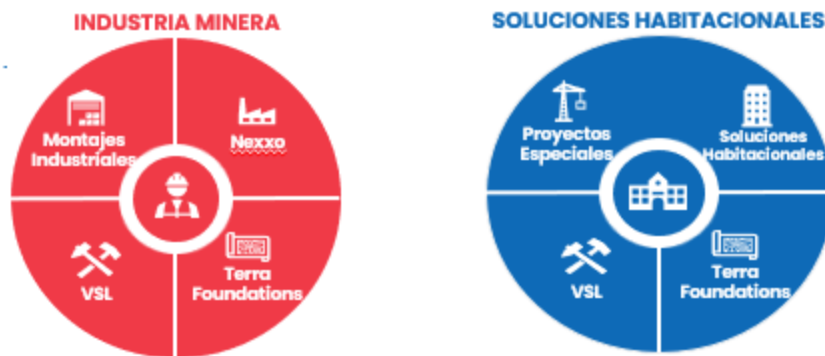 INDUSTRIA MINERA
Montajes
Industriales
Nexxo
VSL
Terra
Foundations
SOLUCIONES HABITACIONALES
Proyectos
Especiales
Soluciones
Habitacionales
VSL
Terra
Foundations